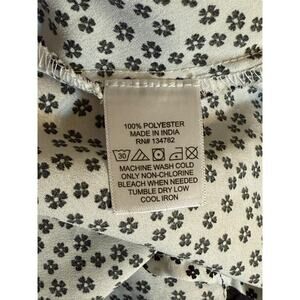 100% POLYESTER
MADE IN INDIA
RN# 134782
30
MACHINE WASH COLD
ONLY NON-CHLORINE
BLEACH WHEN NEEDED
TUMBLE DRY LOW
COOL IRON